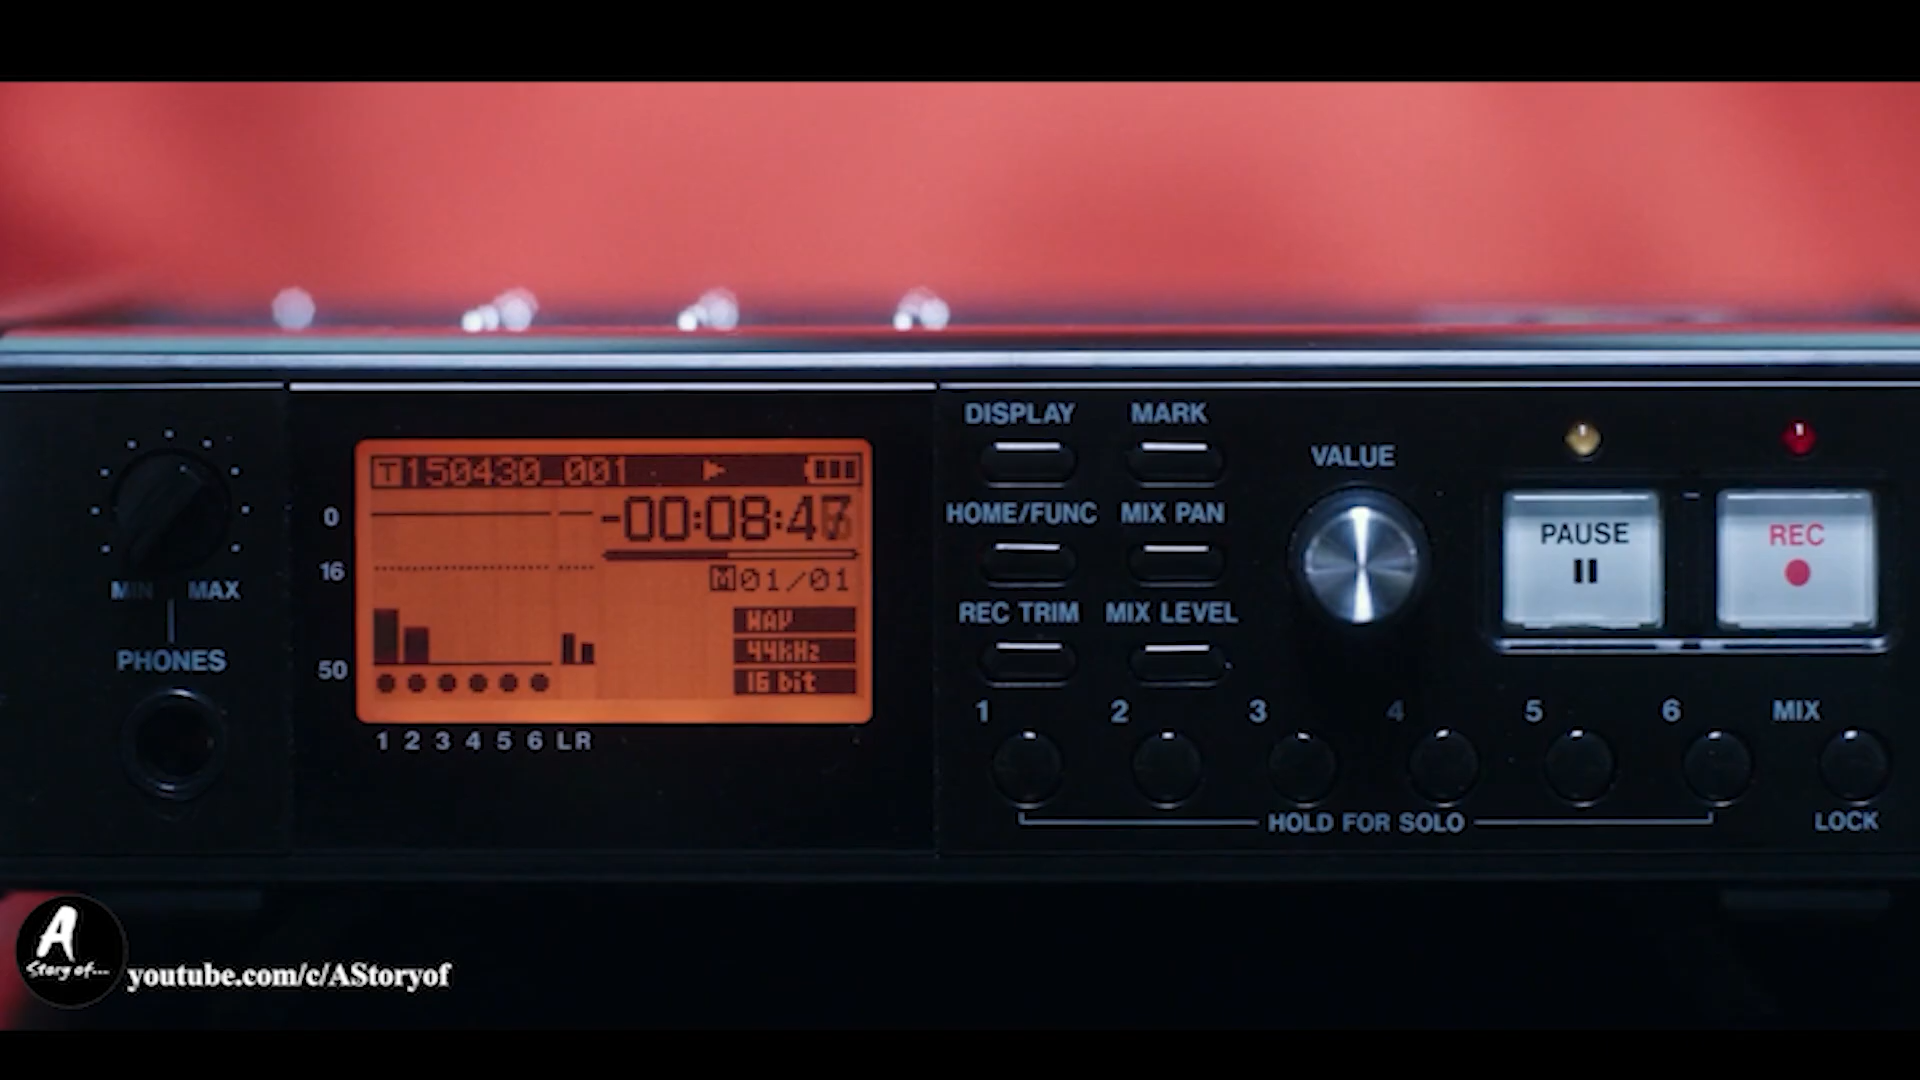 DISPLAY MARK
VALUE
T150430_001
-00:08:47
0
HOME/FUNC MIX PAN
PAUSE
REC
16
M01/01
MIN MAX
REC TRIM MIX LEVEL
WAV
44kHz
16 bit
PHONES
50
1 2 3 4 5 6 L R
1 2 3 4 5 6 MIX
HOLD FOR SOLO
LOCK
A
Story of...
youtube.com/c/AStoryof